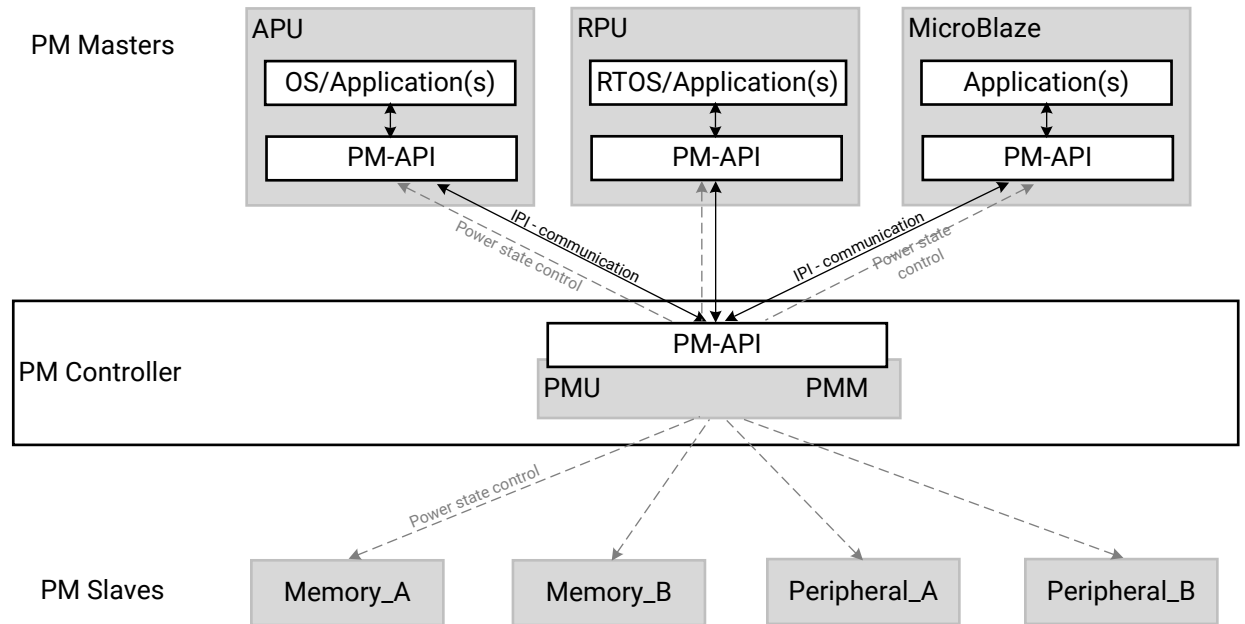 PM Masters
APU
RPU
MicroBlaze
OS/Application(s)
RTOS/Application(s)
Application(s)
PM-API
PM-API
PM-API
IPI - communication
Power state control
IPI - communication
Power state
control
PM-API
PM Controller
PMU
PMM
Power state control
PM Slaves
Memory_A
Memory_B
Peripheral_A
Peripheral_B